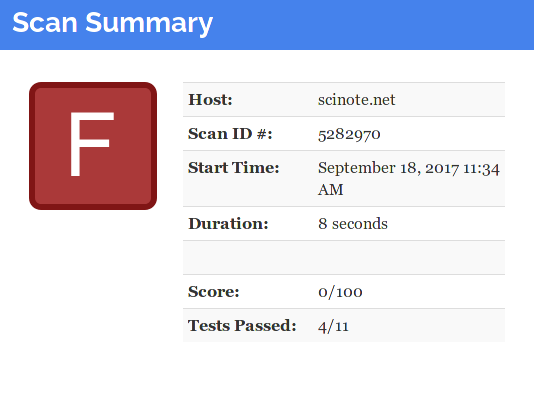 Scan Summary
F
Host: scinote.net
Scan ID #: 5282970
Start Time: September 18, 2017 11:34
AM
Duration: 8 seconds
Score: 0/100
Tests Passed: 4/11